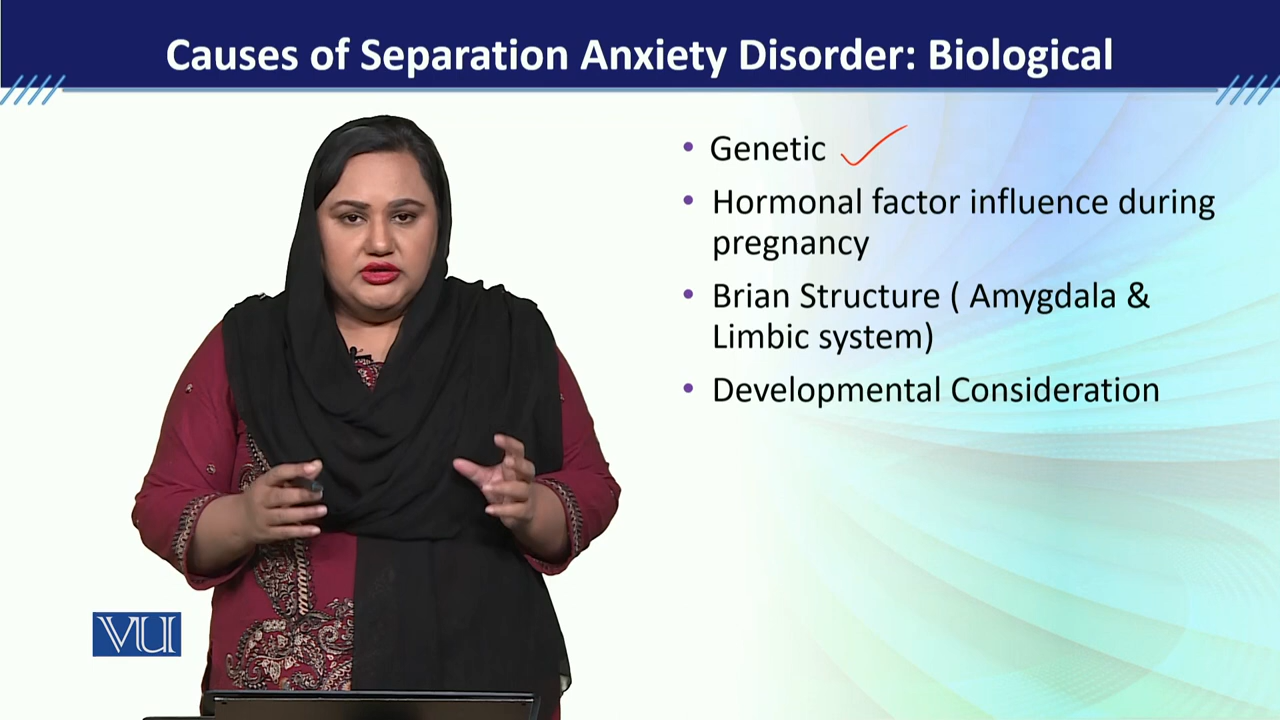 Causes of Separation Anxiety Disorder: Biological
• Genetic
• Hormonal factor influence during
pregnancy
• Brian Structure ( Amygdala &
Limbic system)
• Developmental Consideration
VU